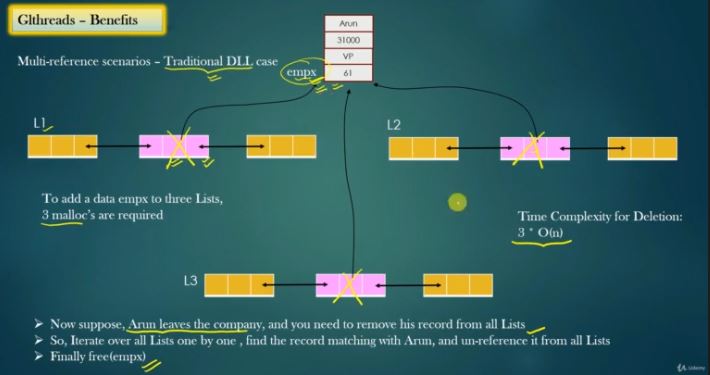 Glthreads – Benefits
Arun
31000
VP
61
Multi-reference scenarios – Traditional DLL case
empx
L1
L2
To add a data empx to three Lists,
3 malloc's are required
Time Complexity for Deletion:
3 * O(n)
L3
➤ Now suppose, Arun leaves the company, and you need to remove his record from all Lists
➤ So, Iterate over all Lists one by one , find the record matching with Arun, and un-reference it from all Lists
➤ Finally free(empx)
Udemy